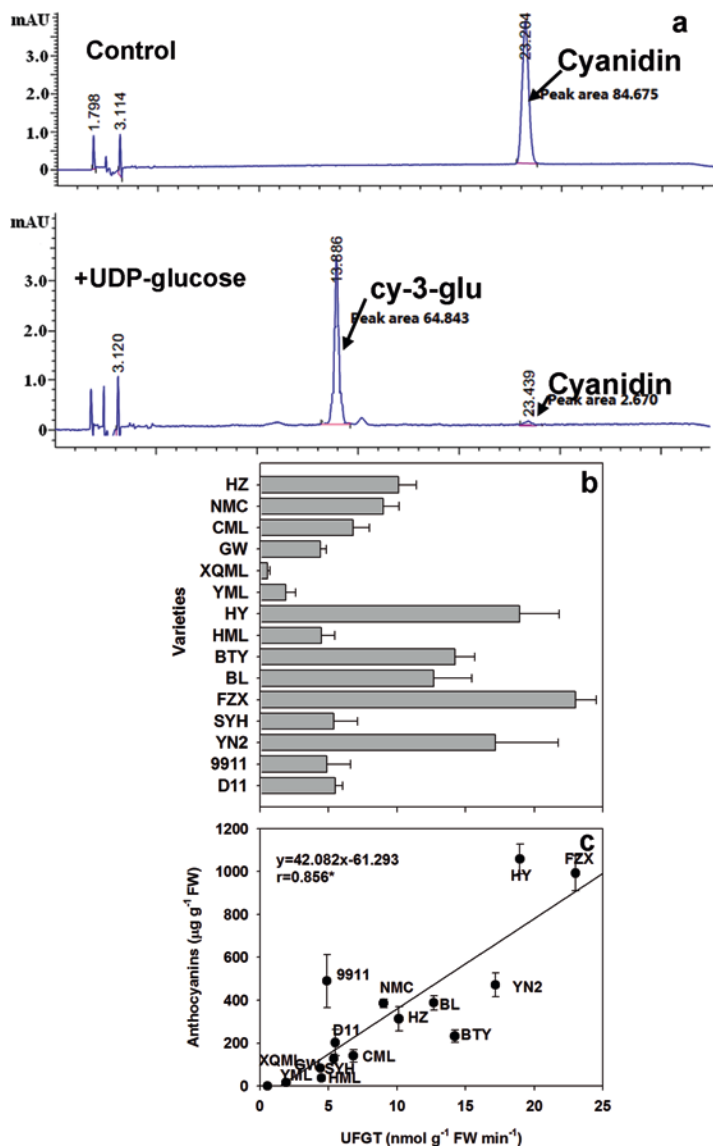 mAU
a
Control
23.204
Cyanidin
Peak area 84.675
3.0
2.0
1.0
0
1.798
3.114
mAU
+UDP-glucose
13.886
cy-3-glu
Peak area 64.843
3.0
2.0
1.0
0
3.120
23.439
Cyanidin
Peak area 2.670
b
Varieties
HZ
NMC
CML
GW
XQML
YML
HY
HML
BTY
BL
FZX
SYH
YN2
9911
D11
c
y=42.082x-61.293
r=0.856*
Anthocyanins (µg g⁻¹ FW)
1200
1000
800
600
400
200
0
HY
FZX
9911
NMC
BL
YN2
HZ
BTY
D11
CML
XQML
GW
SYH
YML
HML
0 5 10 15 20 25
UFGT (nmol g⁻¹ FW min⁻¹)